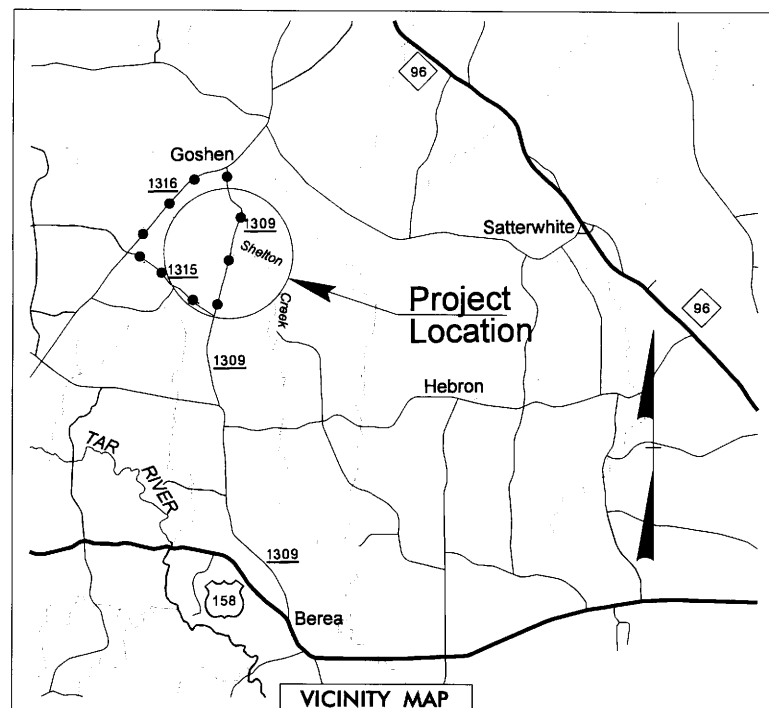 96
Goshen
1316
1309
Satterwhite
Shelton
1315
Project
Location
96
Creek
1309
Hebron
TAR
RIVER
1309
158
Berea
VICINITY MAP